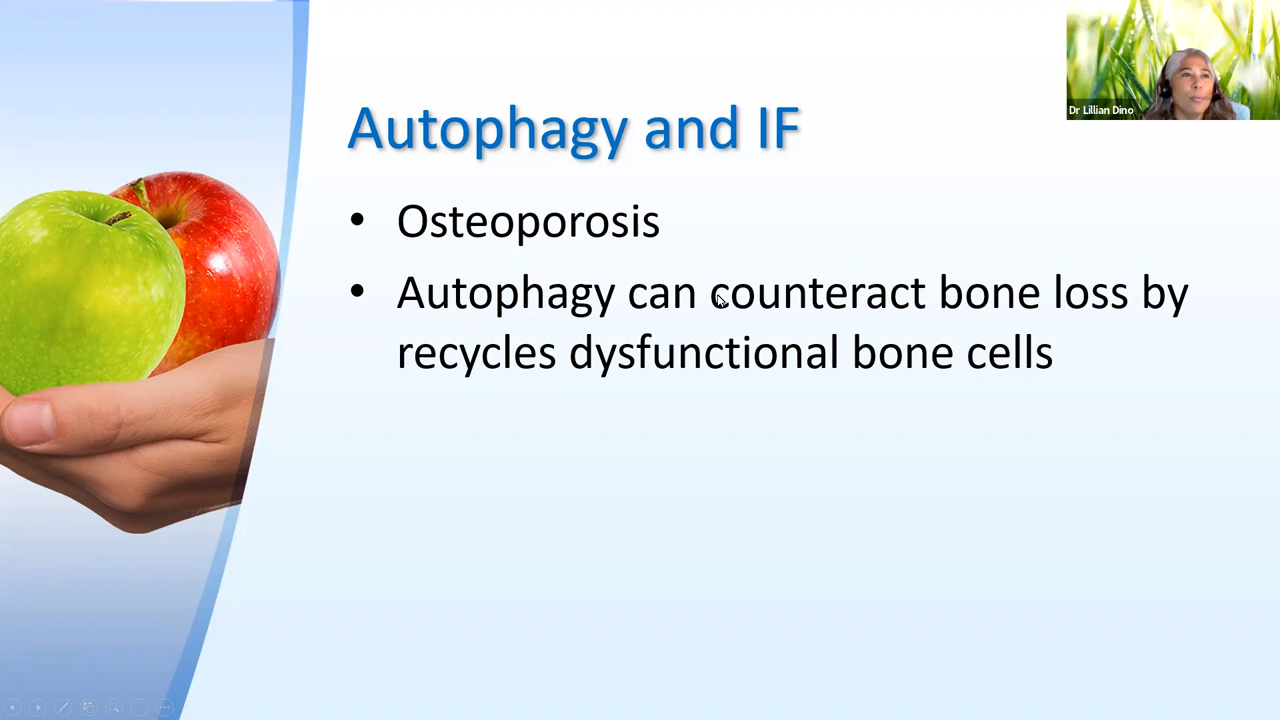 Dr Lillian Dino
Autophagy and IF
• Osteoporosis
• Autophagy can counteract bone loss by
recycles dysfunctional bone cells